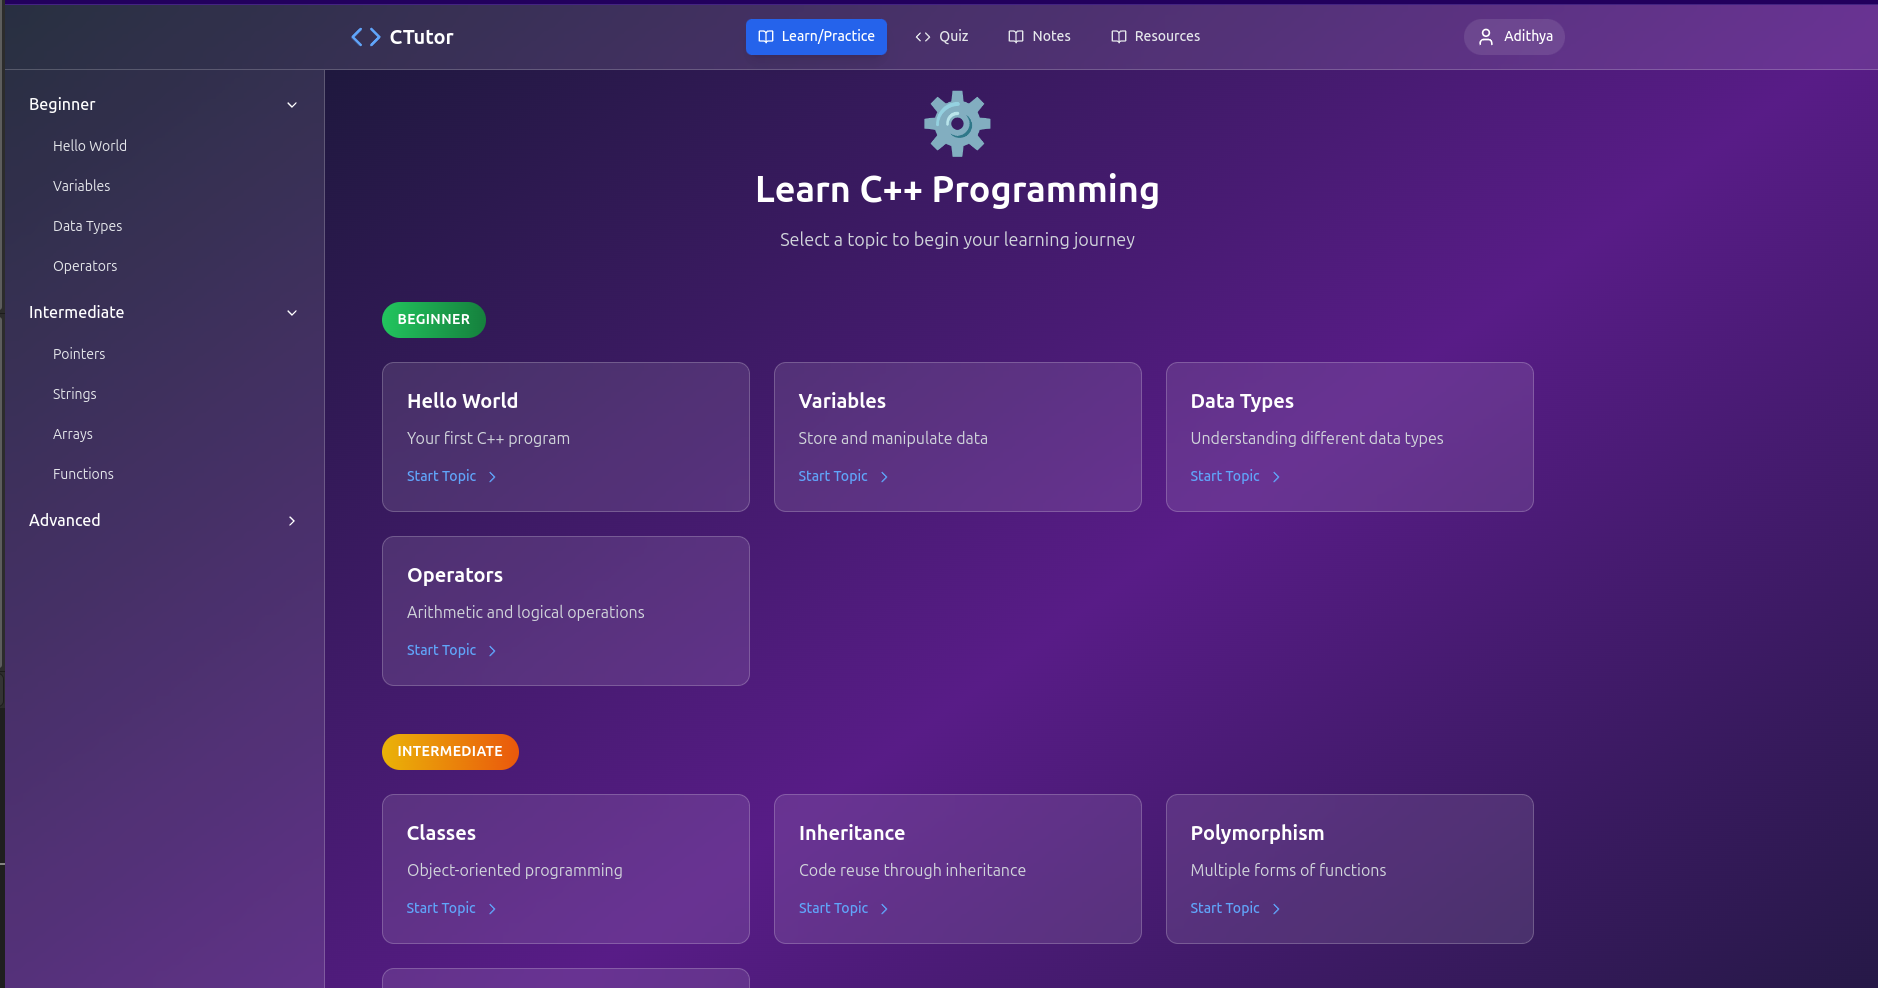 CTutor
Learn/Practice
Quiz
Notes
Resources
Adithya
Beginner
Hello World
Variables
Data Types
Operators
Intermediate
Pointers
Strings
Arrays
Functions
Advanced
Learn C++ Programming
Select a topic to begin your learning journey
BEGINNER
Hello World
Your first C++ program
Start Topic
Variables
Store and manipulate data
Start Topic
Data Types
Understanding different data types
Start Topic
Operators
Arithmetic and logical operations
Start Topic
INTERMEDIATE
Classes
Object-oriented programming
Start Topic
Inheritance
Code reuse through inheritance
Start Topic
Polymorphism
Multiple forms of functions
Start Topic